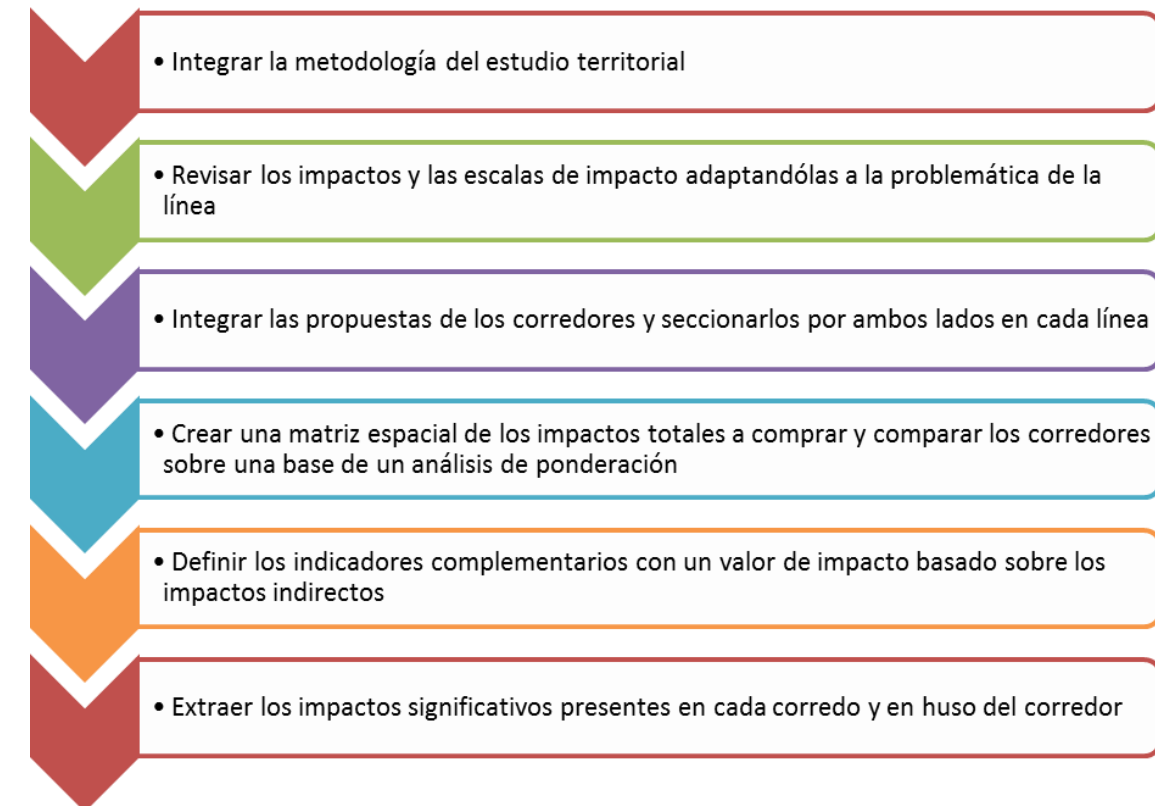 • Integrar la metodología del estudio territorial
• Revisar los impactos y las escalas de impacto adaptandólas a la problemática de la
línea
• Integrar las propuestas de los corredores y seccionarlos por ambos lados en cada línea
• Crear una matriz espacial de los impactos totales a comprar y comparar los corredores
sobre una base de un análisis de ponderación
• Definir los indicadores complementarios con un valor de impacto basado sobre los
impactos indirectos
• Extraer los impactos significativos presentes en cada corredo y en huso del corredor